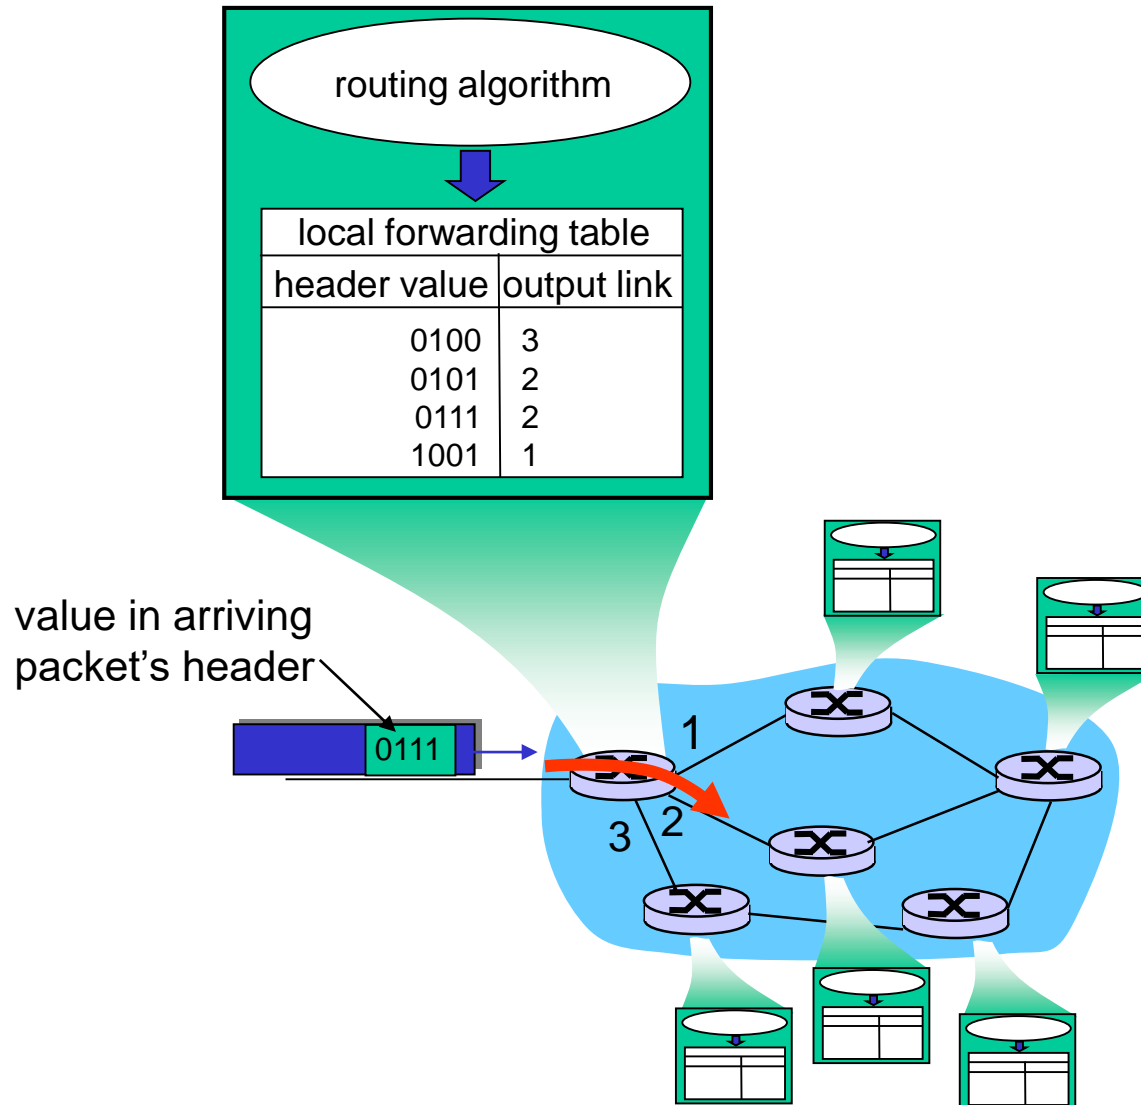 routing algorithm
local forwarding table
header value output link
0100 3
0101 2
0111 2
1001 1
value in arriving
packet’s header
0111
1
2
3